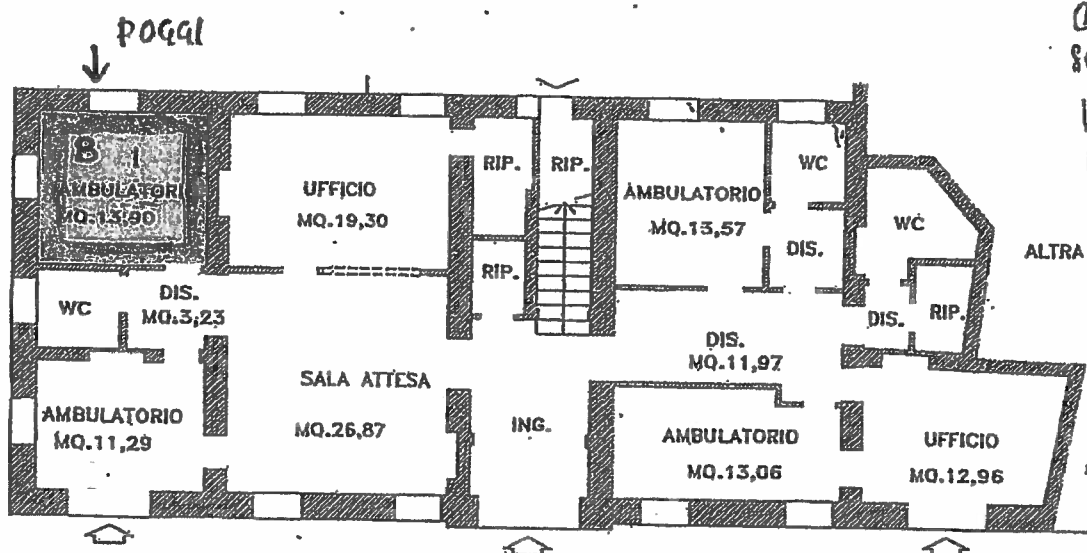 POGGI
B 1
AMBULATORI
MQ.13,90
UFFICIO
MQ.19,30
RIP.
RIP.
AMBULATORIO
MQ.13,57
WC
WC
ALTRA
RIP.
DIS.
WC
DIS.
MQ.3,23
DIS.
RIP.
DIS.
MQ.11,97
SALA ATTESA
MQ.26,87
AMBULATORIO
MQ.11,29
ING.
AMBULATORIO
MQ.13,06
UFFICIO
MQ.12,96